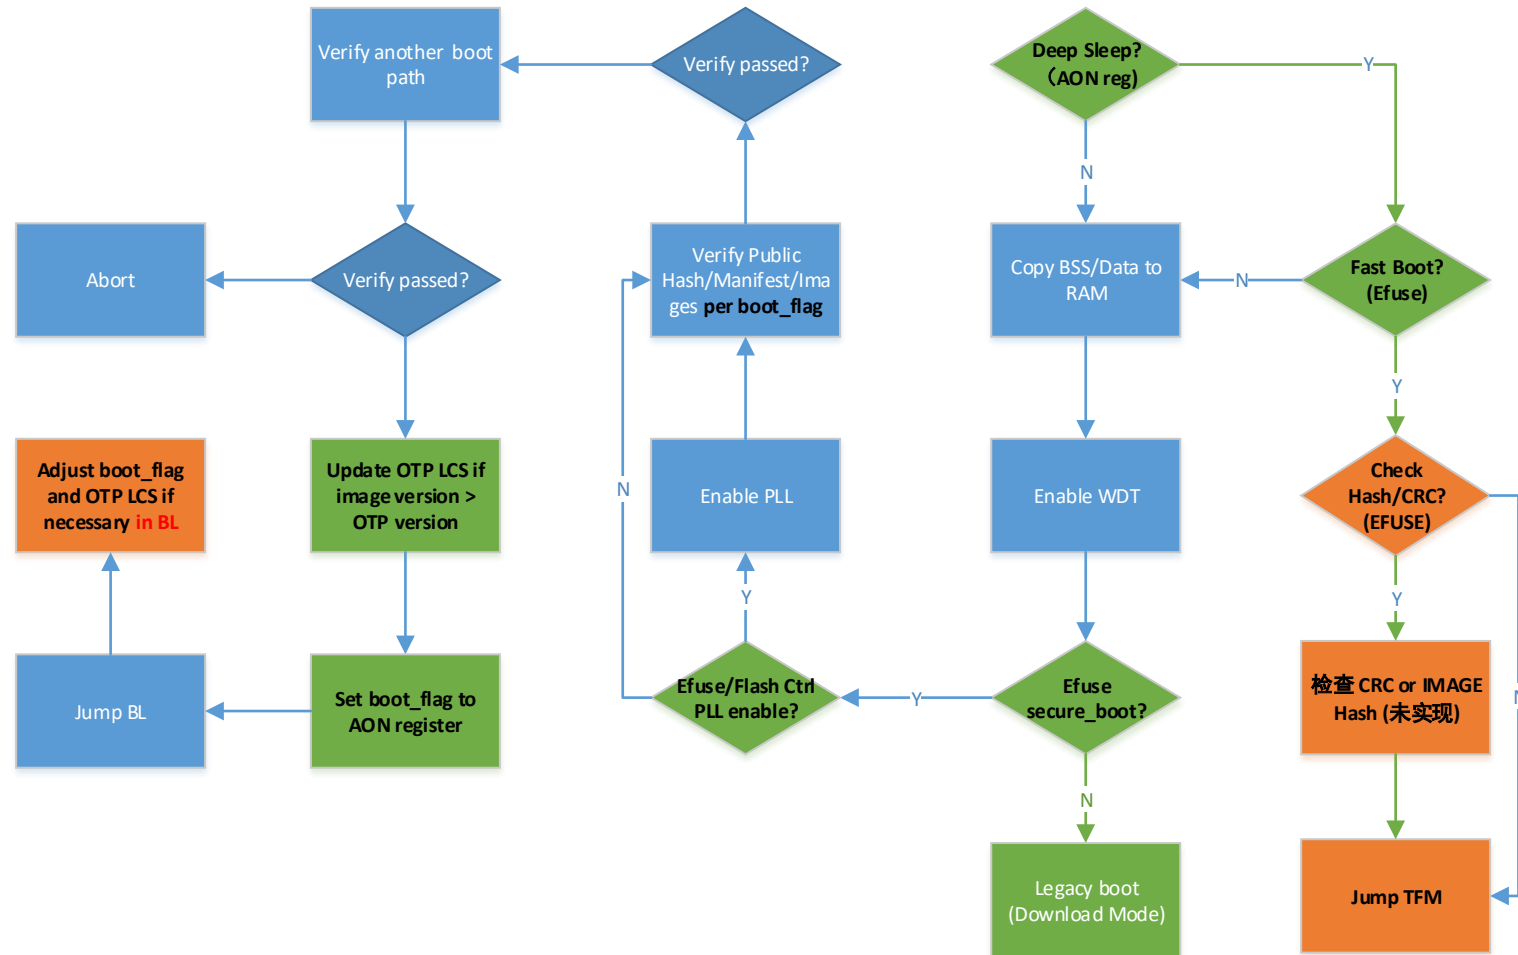 Verify another boot
path
Verify passed?
Deep Sleep?
（AON reg)
Y
N
Abort
Verify passed?
Verify Public
Hash/Manifest/Ima
ges per boot_flag
Copy BSS/Data to
RAM
N
Fast Boot?
(Efuse)
Y
Adjust boot_flag
and OTP LCS if
necessary in BL
Update OTP LCS if
image version >
OTP version
N
Enable PLL
Enable WDT
Check
Hash/CRC?
(EFUSE)
Y
Y
Jump BL
Set boot_flag to
AON register
Efuse/Flash Ctrl
PLL enable?
Y
Efuse
secure_boot?
检查 CRC or IMAGE
Hash (未实现)
N
N
Legacy boot
(Download Mode)
Jump TFM